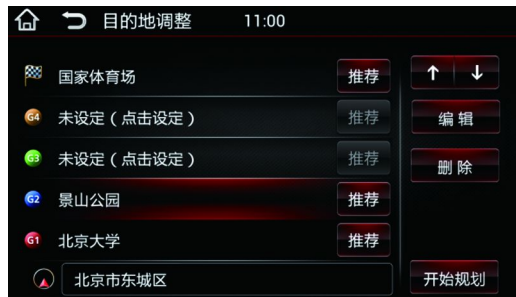 目的地调整 11:00
国家体育场 推荐 ↑ ↓
G4 未设定（点击设定） 推荐 编辑
G3 未设定（点击设定） 推荐 删除
G2 景山公园 推荐
G1 北京大学 推荐
北京市东城区 开始规划